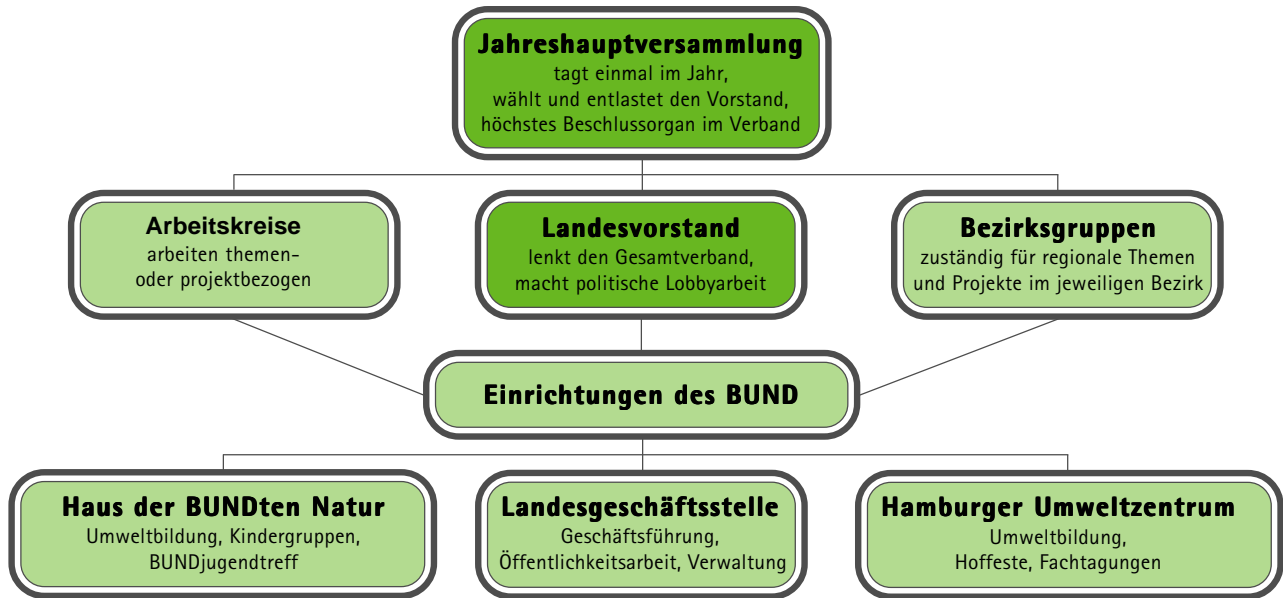 Jahreshauptversammlung
tagt einmal im Jahr,
wählt und entlastet den Vorstand,
höchstes Beschlussorgan im Verband
Arbeitskreise
arbeiten themen-
oder projektbezogen
Landesvorstand
lenkt den Gesamtverband,
macht politische Lobbyarbeit
Bezirksgruppen
zuständig für regionale Themen
und Projekte im jeweiligen Bezirk
Einrichtungen des BUND
Haus der BUNDten Natur
Umweltbildung, Kindergruppen,
BUNDjugendtreff
Landesgeschäftsstelle
Geschäftsführung,
Öffentlichkeitsarbeit, Verwaltung
Hamburger Umweltzentrum
Umweltbildung,
Hoffeste, Fachtagungen